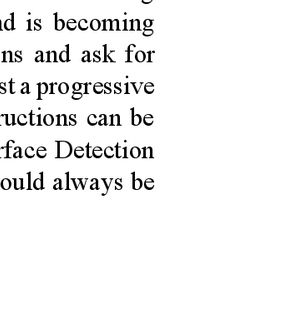 nd is becoming
ns and ask for
st a progressive
ructions can be
rface Detection
ould always be